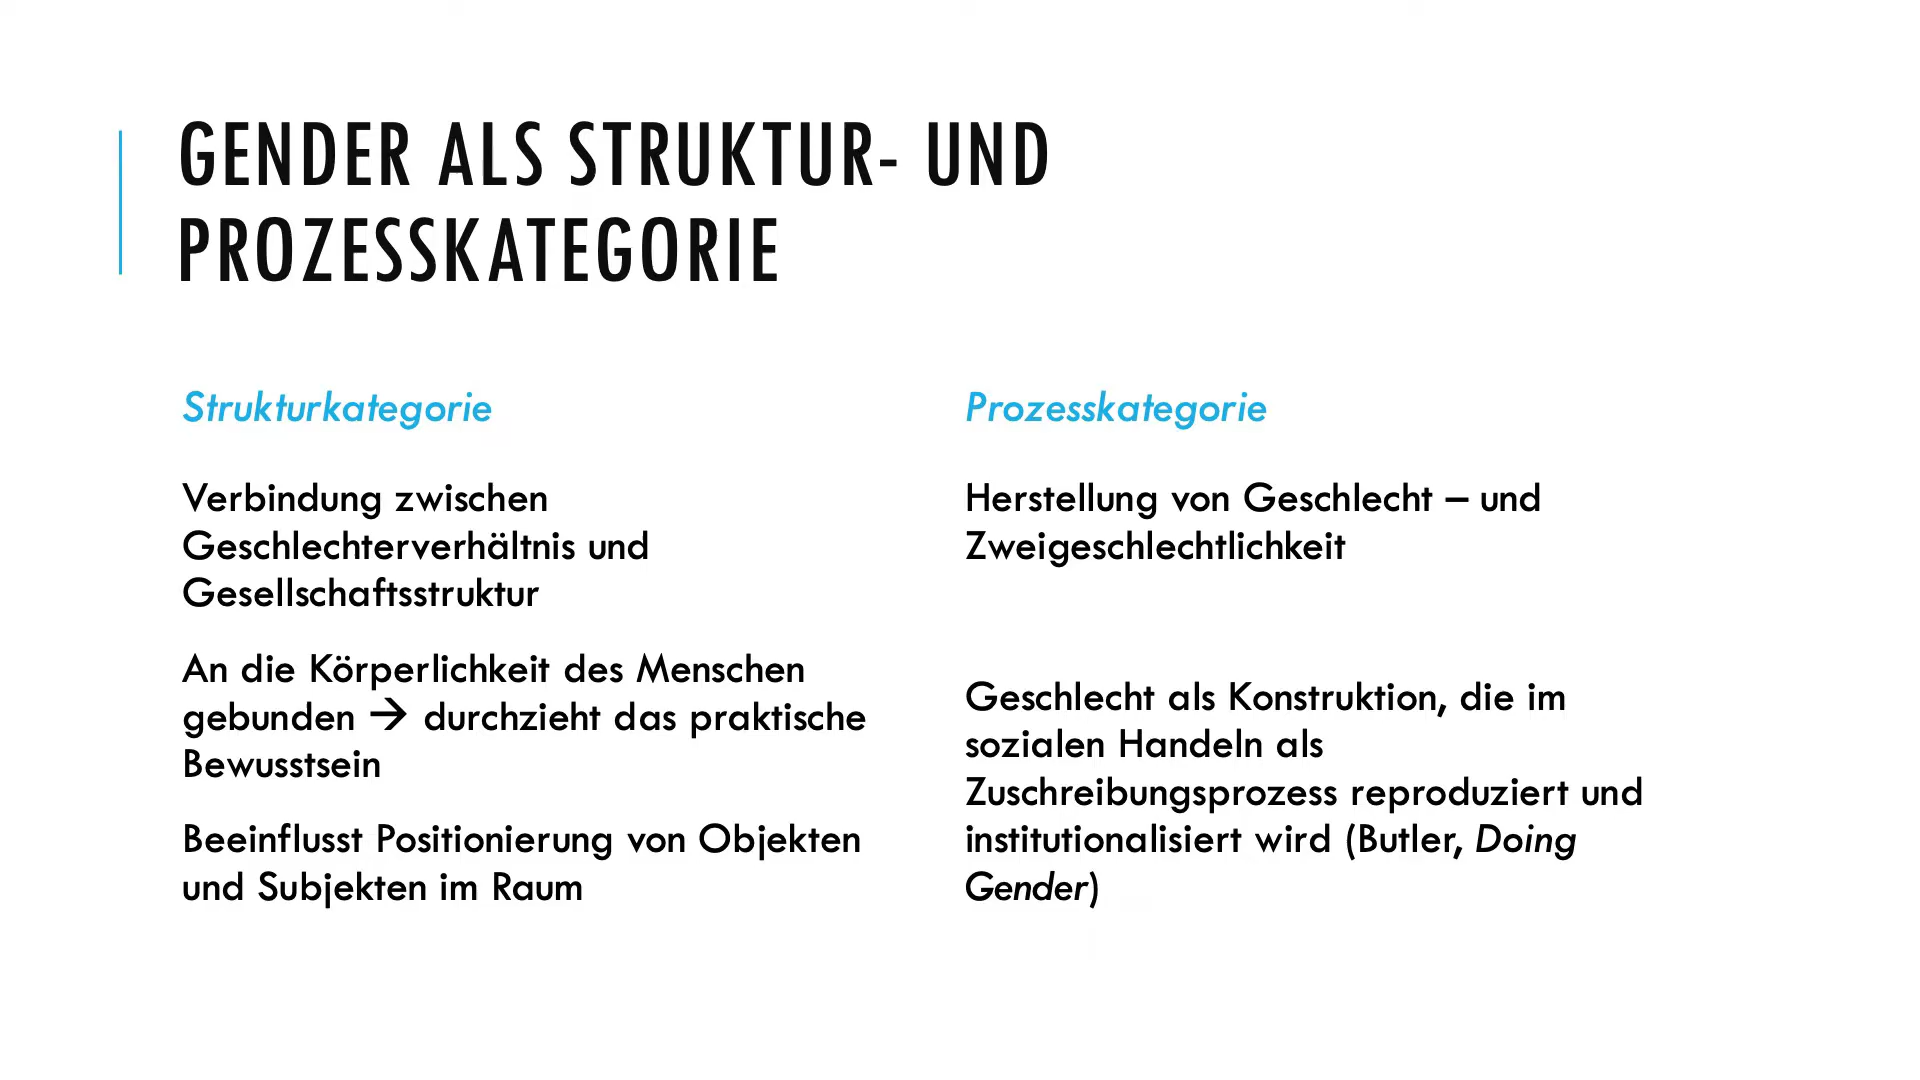 GENDER ALS STRUKTUR- UND
PROZESSKATEGORIE
Strukturkategorie
Verbindung zwischen
Geschlechterverhältnis und
Gesellschaftsstruktur
An die Körperlichkeit des Menschen
gebunden → durchzieht das praktische
Bewusstsein
Beeinflusst Positionierung von Objekten
und Subjekten im Raum
Prozesskategorie
Herstellung von Geschlecht – und
Zweigeschlechtlichkeit
Geschlecht als Konstruktion, die im
sozialen Handeln als
Zuschreibungsprozess reproduziert und
institutionalisiert wird (Butler, Doing
Gender)